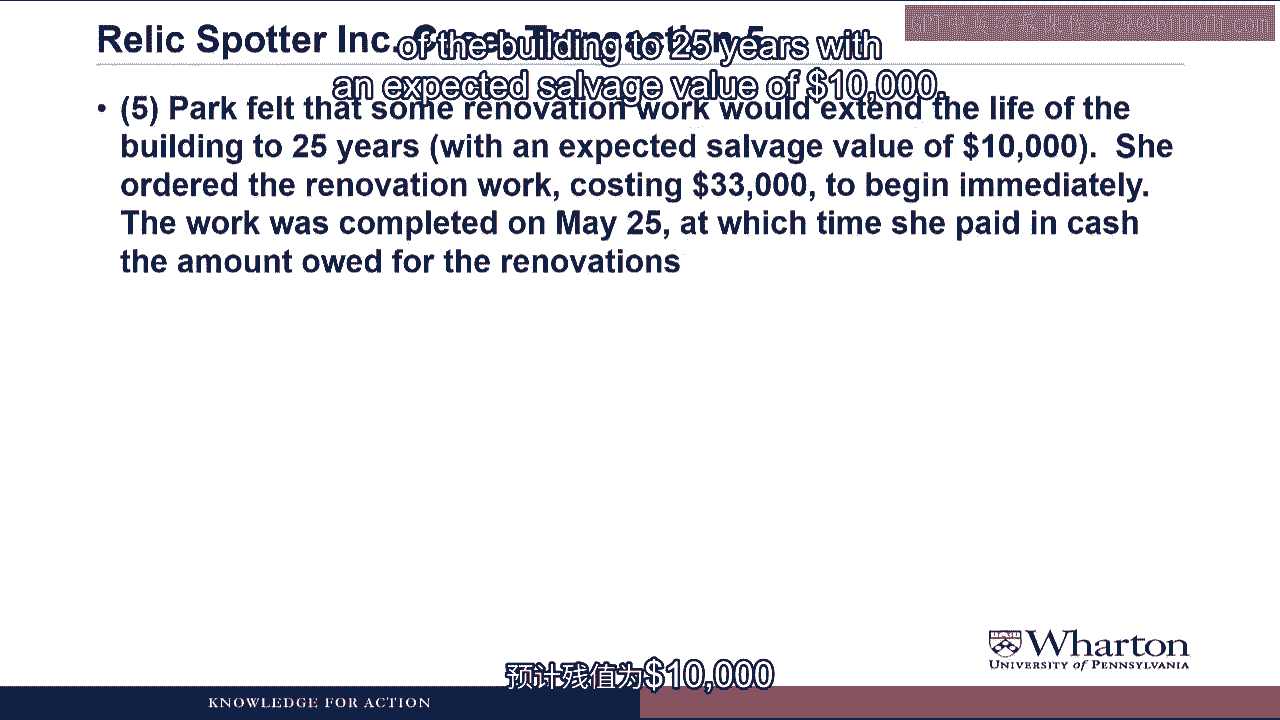 Relic Spotter Inc. Case: Transaction 5
of the building to 25 years with
an expected salvage value of $10,000.
• (5) Park felt that some renovation work would extend the life of the
building to 25 years (with an expected salvage value of $10,000). She
ordered the renovation work, costing $33,000, to begin immediately.
The work was completed on May 25, at which time she paid in cash
the amount owed for the renovations
Wharton
UNIVERSITY of PENNSYLVANIA
预计残值为$10,000
KNOWLEDGE FOR ACTION